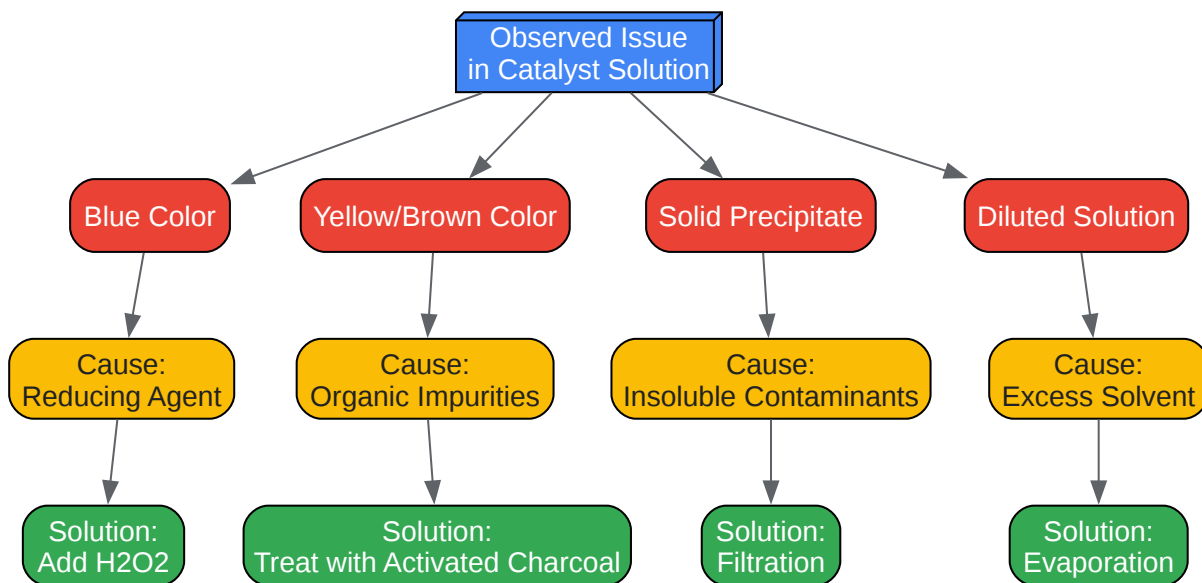 Observed Issue
in Catalyst Solution
Blue Color
Yellow/Brown Color
Solid Precipitate
Diluted Solution
Cause:
Reducing Agent
Cause:
Organic Impurities
Cause:
Insoluble Contaminants
Cause:
Excess Solvent
Solution:
Add H2O2
Solution:
Treat with Activated Charcoal
Solution:
Filtration
Solution:
Evaporation